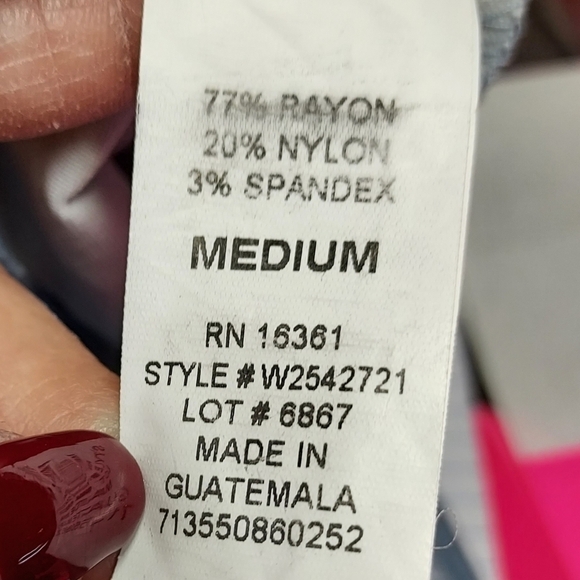 77% RAYON
20% NYLON
3% SPANDEX
MEDIUM
RN 16361
STYLE # W2542721
LOT # 6867
MADE IN
GUATEMALA
713550860252